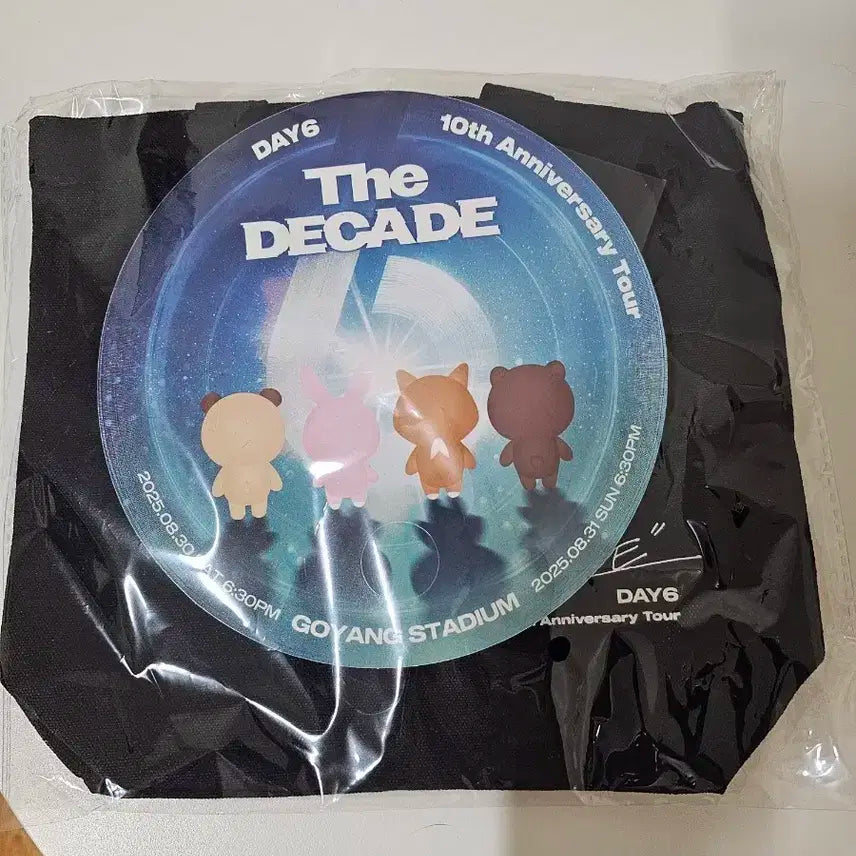 DAY6
10th Anniversary Tour
The
DECADE
2025.08.30 SAT 6:30PM
2025.08.31 SUN 6:30PM
GOYANG STADIUM
E"
DAY6
Anniversary Tour